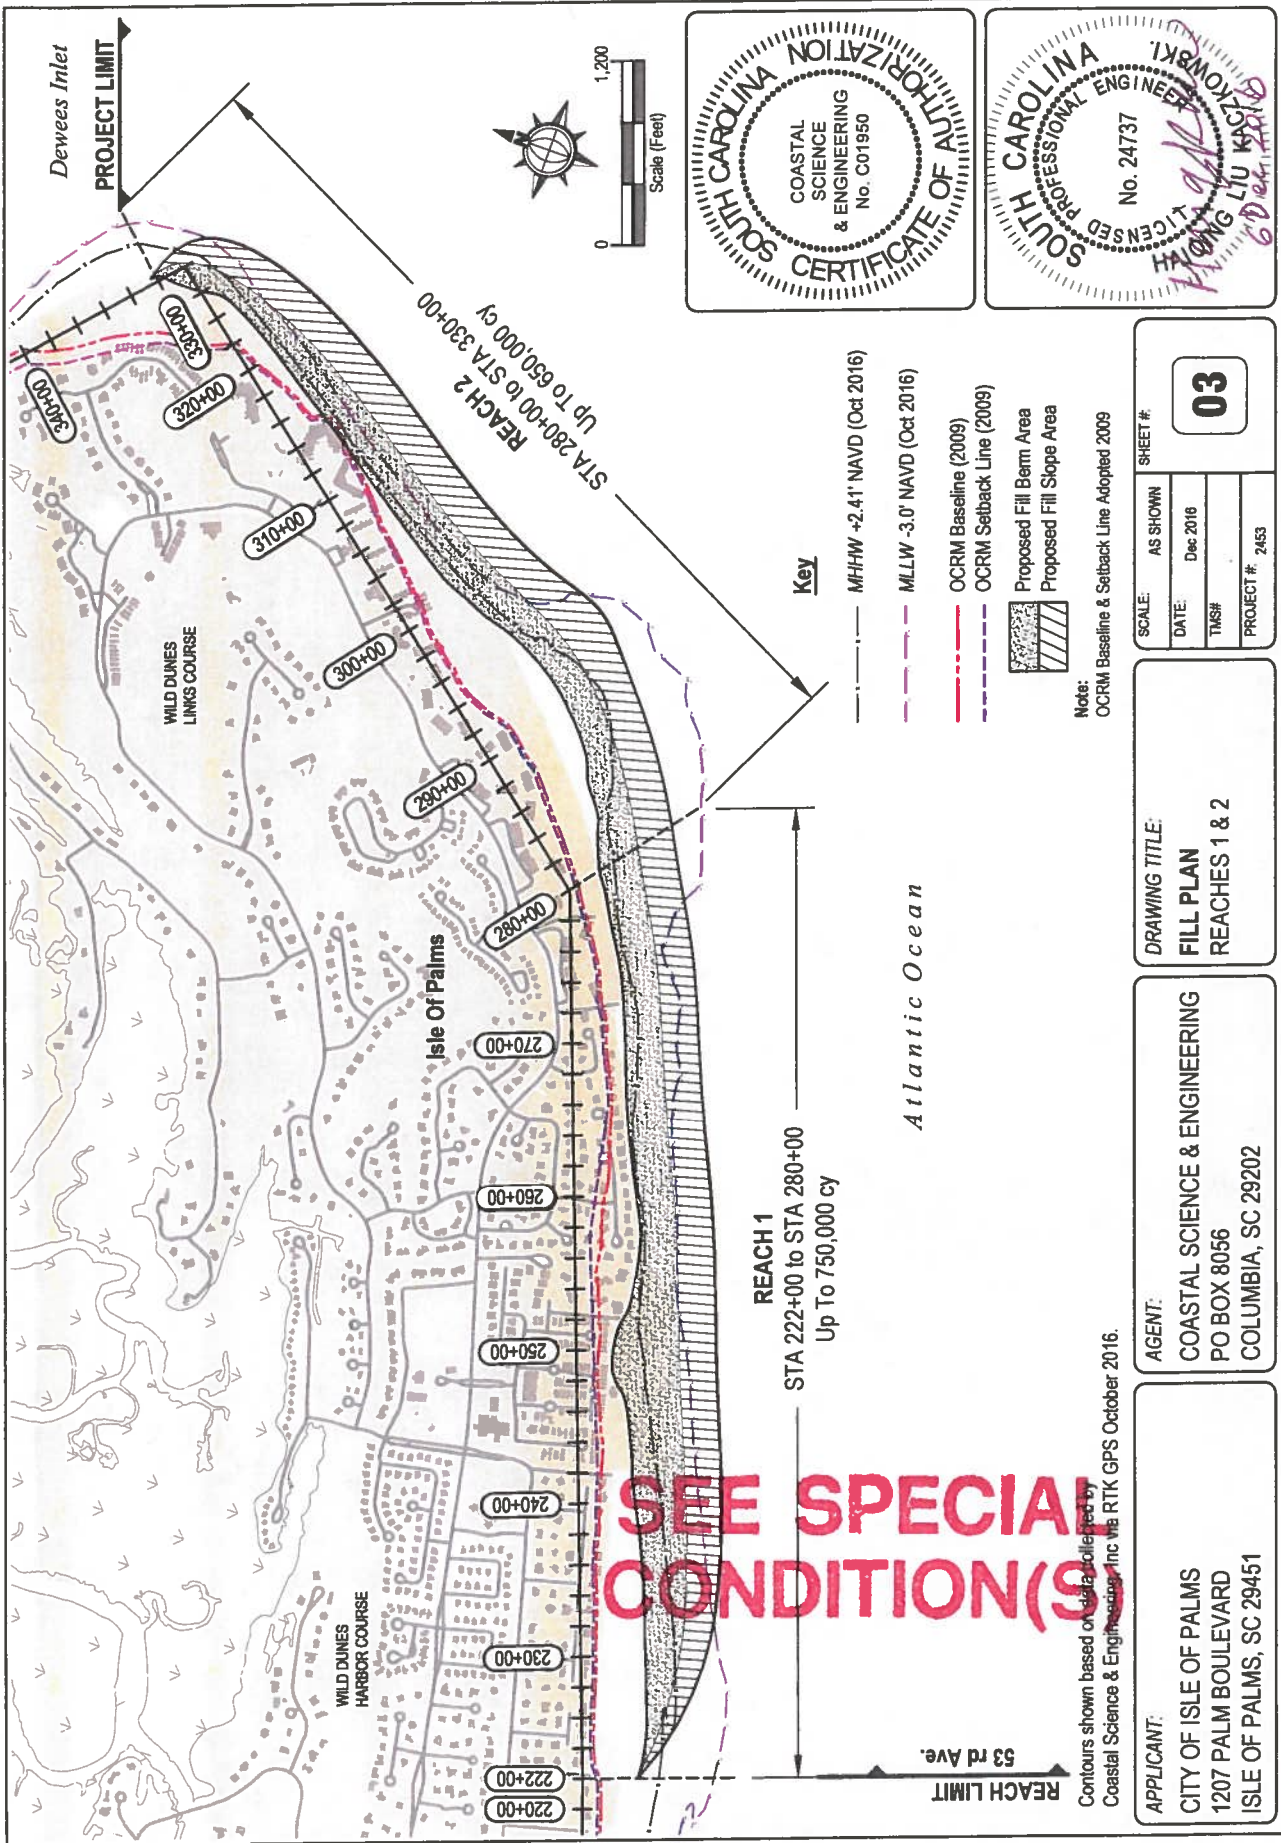 Dewees Inlet
PROJECT LIMIT
0
1,200
Scale (Feet)
SOUTH CAROLINA
CERTIFICATE OF AUTHORIZATION
COASTAL
SCIENCE
& ENGINEERING
No. C01950
SOUTH CAROLINA
LICENSED PROFESSIONAL ENGINEER
No. 24737
HAIQING LIU KACZKOWSKI.
6 Dec 2016
REACH 2
STA 280+00 to STA 330+00
Up To 650,000 cy
340+00
330+00
320+00
310+00
300+00
290+00
280+00
270+00
260+00
250+00
240+00
230+00
222+00
220+00
WILD DUNES
LINKS COURSE
Isle Of Palms
WILD DUNES
HARBOR COURSE
Atlantic Ocean
REACH 1
STA 222+00 to STA 280+00
Up To 750,000 cy
REACH LIMIT
53 rd Ave.
Key
MHHW +2.41' NAVD (Oct 2016)
MLLW -3.0' NAVD (Oct 2016)
OCRM Baseline (2009)
OCRM Setback Line (2009)
Proposed Fill Berm Area
Proposed Fill Slope Area
Note:
OCRM Baseline & Setback Line Adopted 2009
SEE SPECIAL
CONDITION(S)
Contours shown based on data collected by
Coastal Science & Engineering, Inc via RTK GPS October 2016.
APPLICANT:
CITY OF ISLE OF PALMS
1207 PALM BOULEVARD
ISLE OF PALMS, SC 29451
AGENT:
COASTAL SCIENCE & ENGINEERING
PO BOX 8056
COLUMBIA, SC 29202
DRAWING TITLE:
FILL PLAN
REACHES 1 & 2
SCALE: AS SHOWN
DATE: Dec 2016
TMS#
PROJECT #: 2453
SHEET #:
03